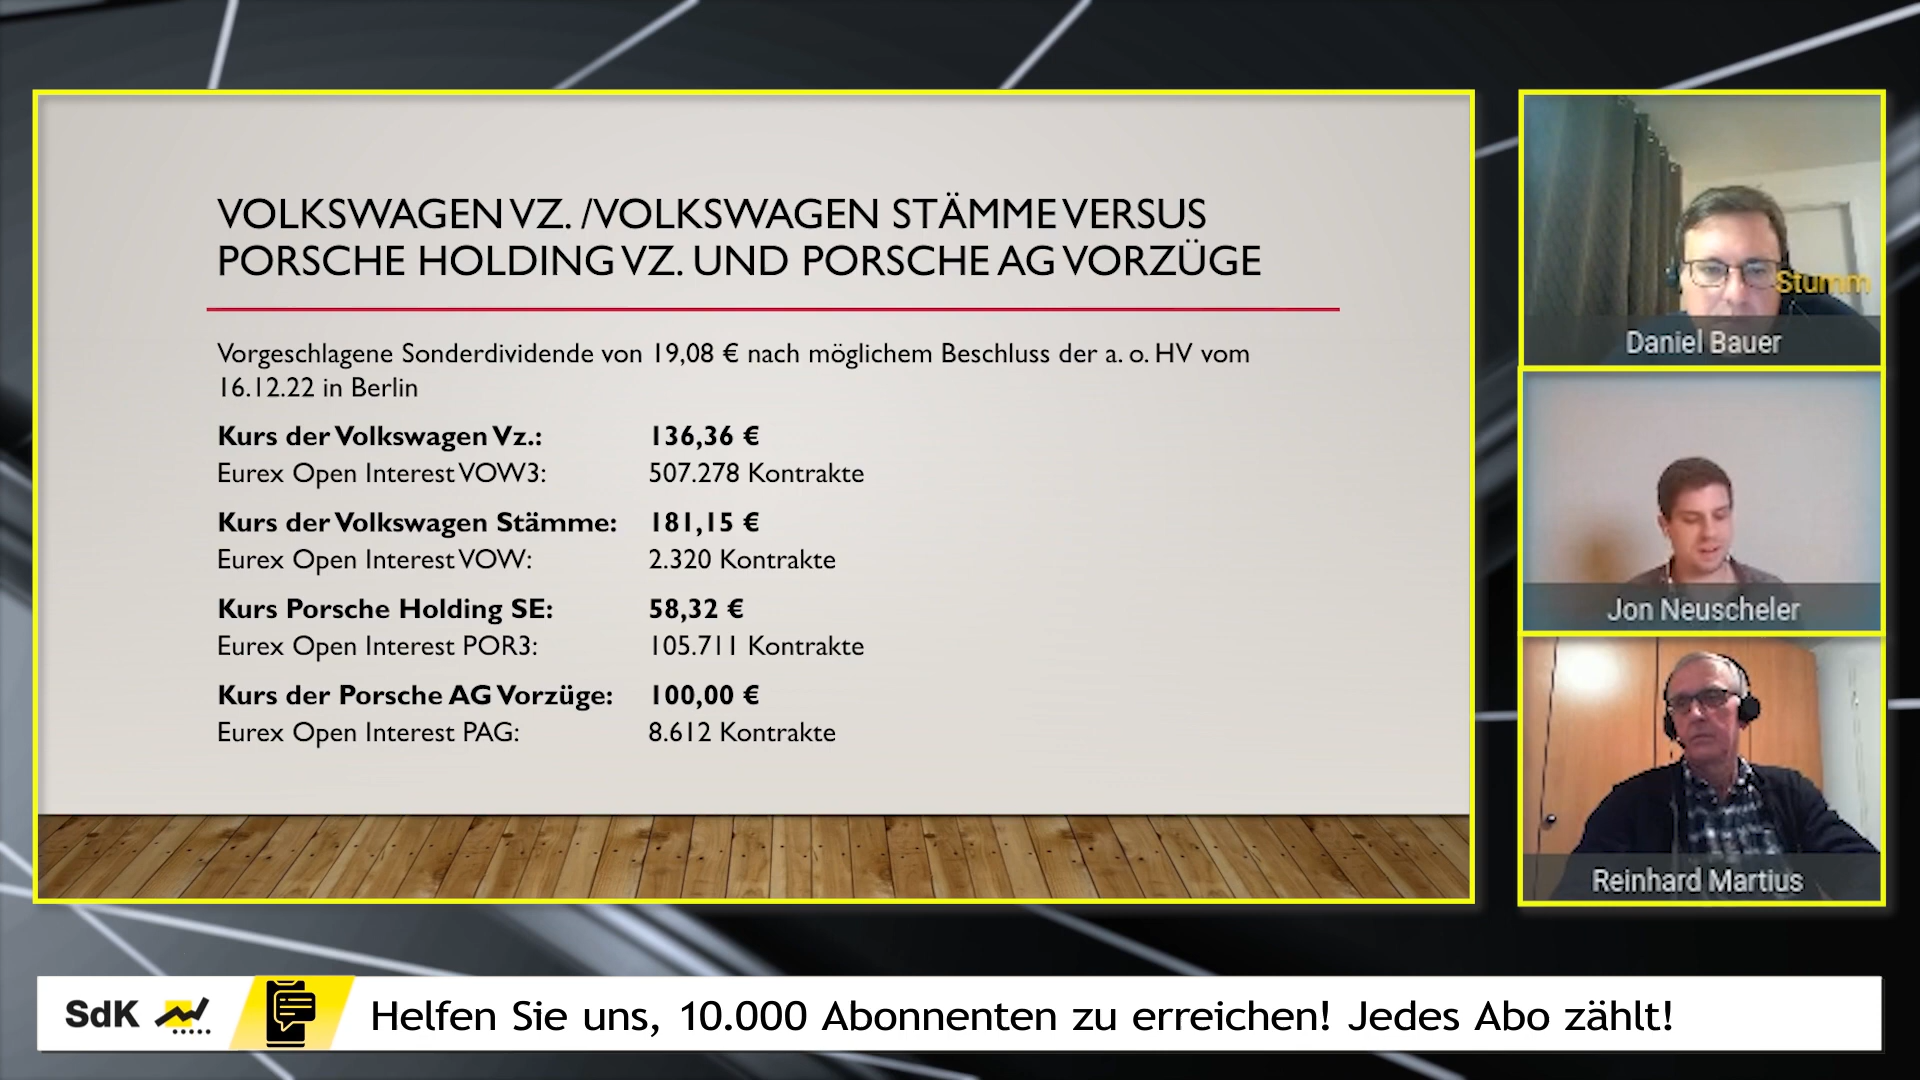 VOLKSWAGEN VZ. /VOLKSWAGEN STÄMME VERSUS
PORSCHE HOLDING VZ. UND PORSCHE AG VORZÜGE
Vorgeschlagene Sonderdividende von 19,08 € nach möglichem Beschluss der a. o. HV vom
16.12.22 in Berlin
Kurs der Volkswagen Vz.: 136,36 €
Eurex Open Interest VOW3: 507.278 Kontrakte
Kurs der Volkswagen Stämme: 181,15 €
Eurex Open Interest VOW: 2.320 Kontrakte
Kurs Porsche Holding SE: 58,32 €
Eurex Open Interest POR3: 105.711 Kontrakte
Kurs der Porsche AG Vorzüge: 100,00 €
Eurex Open Interest PAG: 8.612 Kontrakte
Stumm
Daniel Bauer
Jon Neuscheler
Reinhard Martius
SdK
Helfen Sie uns, 10.000 Abonnenten zu erreichen! Jedes Abo zählt!